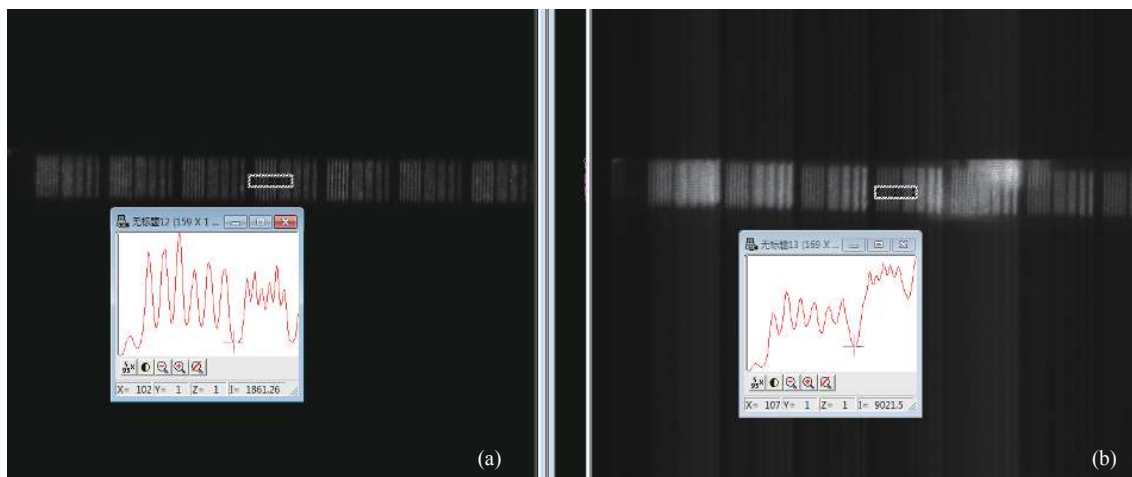 无标题12 (159 X 1 ...
X= 102 Y= 1 Z= 1 I= 1861.26
(a)
无标题13 (169 X ...
X= 107 Y= 1 Z= 1 I= 9021.5
(b)